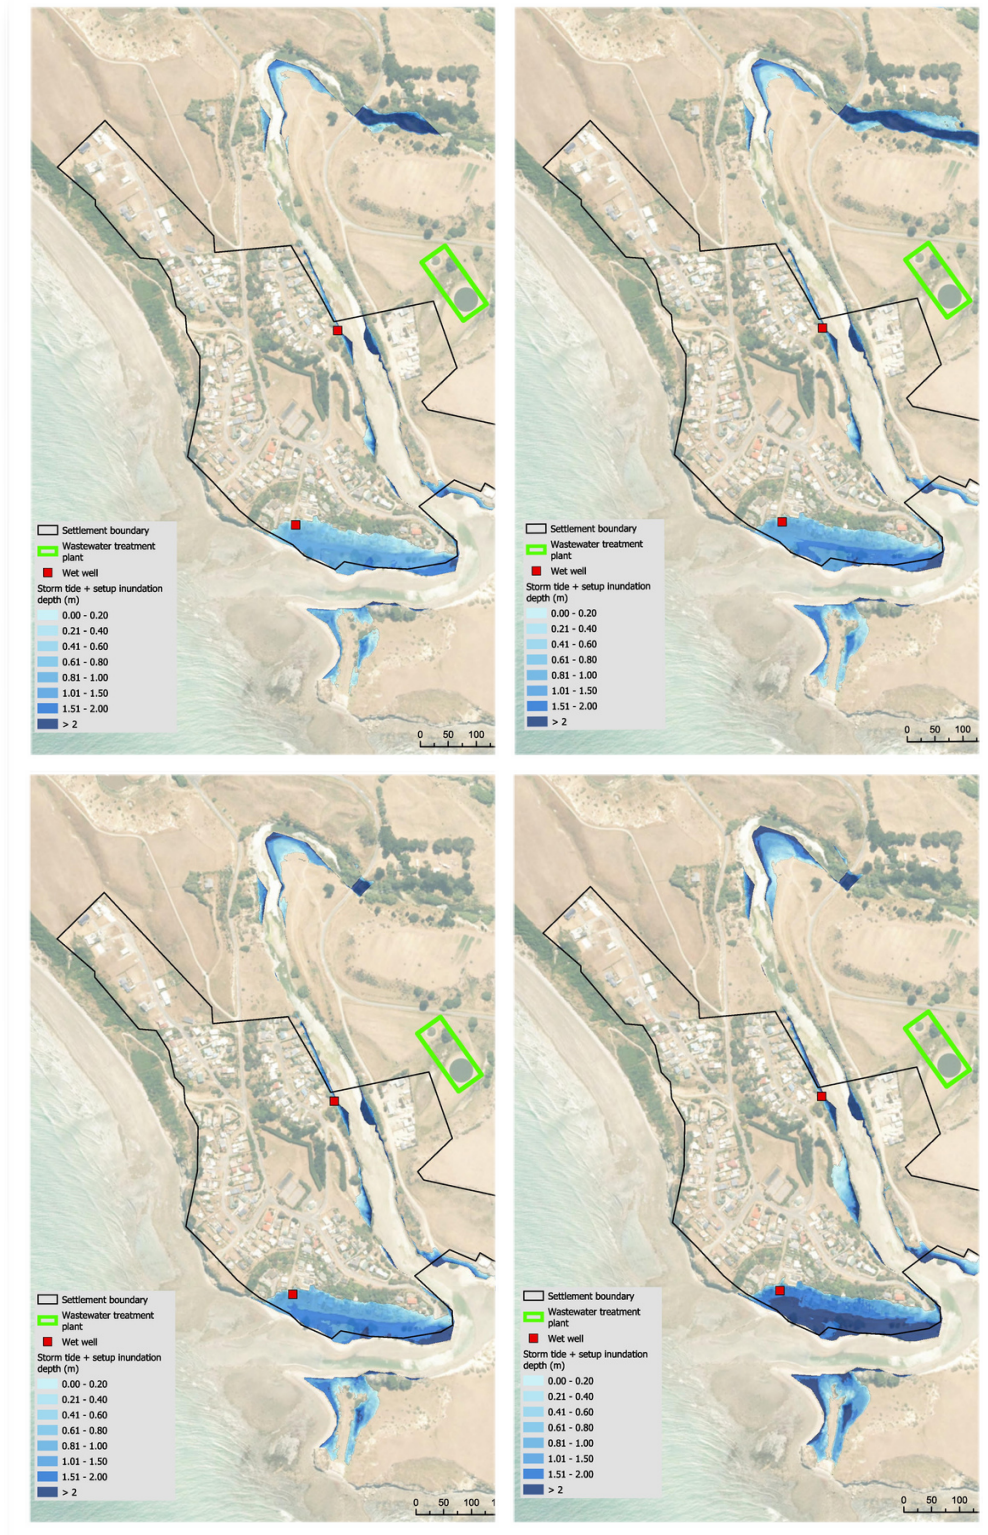 Settlement boundary
Wastewater treatment
plant
Wet well
Storm tide + setup inundation
depth (m)
0.00 - 0.20
0.21 - 0.40
0.41 - 0.60
0.61 - 0.80
0.81 - 1.00
1.01 - 1.50
1.51 - 2.00
> 2
0 50 100
Settlement boundary
Wastewater treatment
plant
Wet well
Storm tide + setup inundation
depth (m)
0.00 - 0.20
0.21 - 0.40
0.41 - 0.60
0.61 - 0.80
0.81 - 1.00
1.01 - 1.50
1.51 - 2.00
> 2
0 50 100
Settlement boundary
Wastewater treatment
plant
Wet well
Storm tide + setup inundation
depth (m)
0.00 - 0.20
0.21 - 0.40
0.41 - 0.60
0.61 - 0.80
0.81 - 1.00
1.01 - 1.50
1.51 - 2.00
> 2
0 50 100
Settlement boundary
Wastewater treatment
plant
Wet well
Storm tide + setup inundation
depth (m)
0.00 - 0.20
0.21 - 0.40
0.41 - 0.60
0.61 - 0.80
0.81 - 1.00
1.01 - 1.50
1.51 - 2.00
> 2
0 50 100